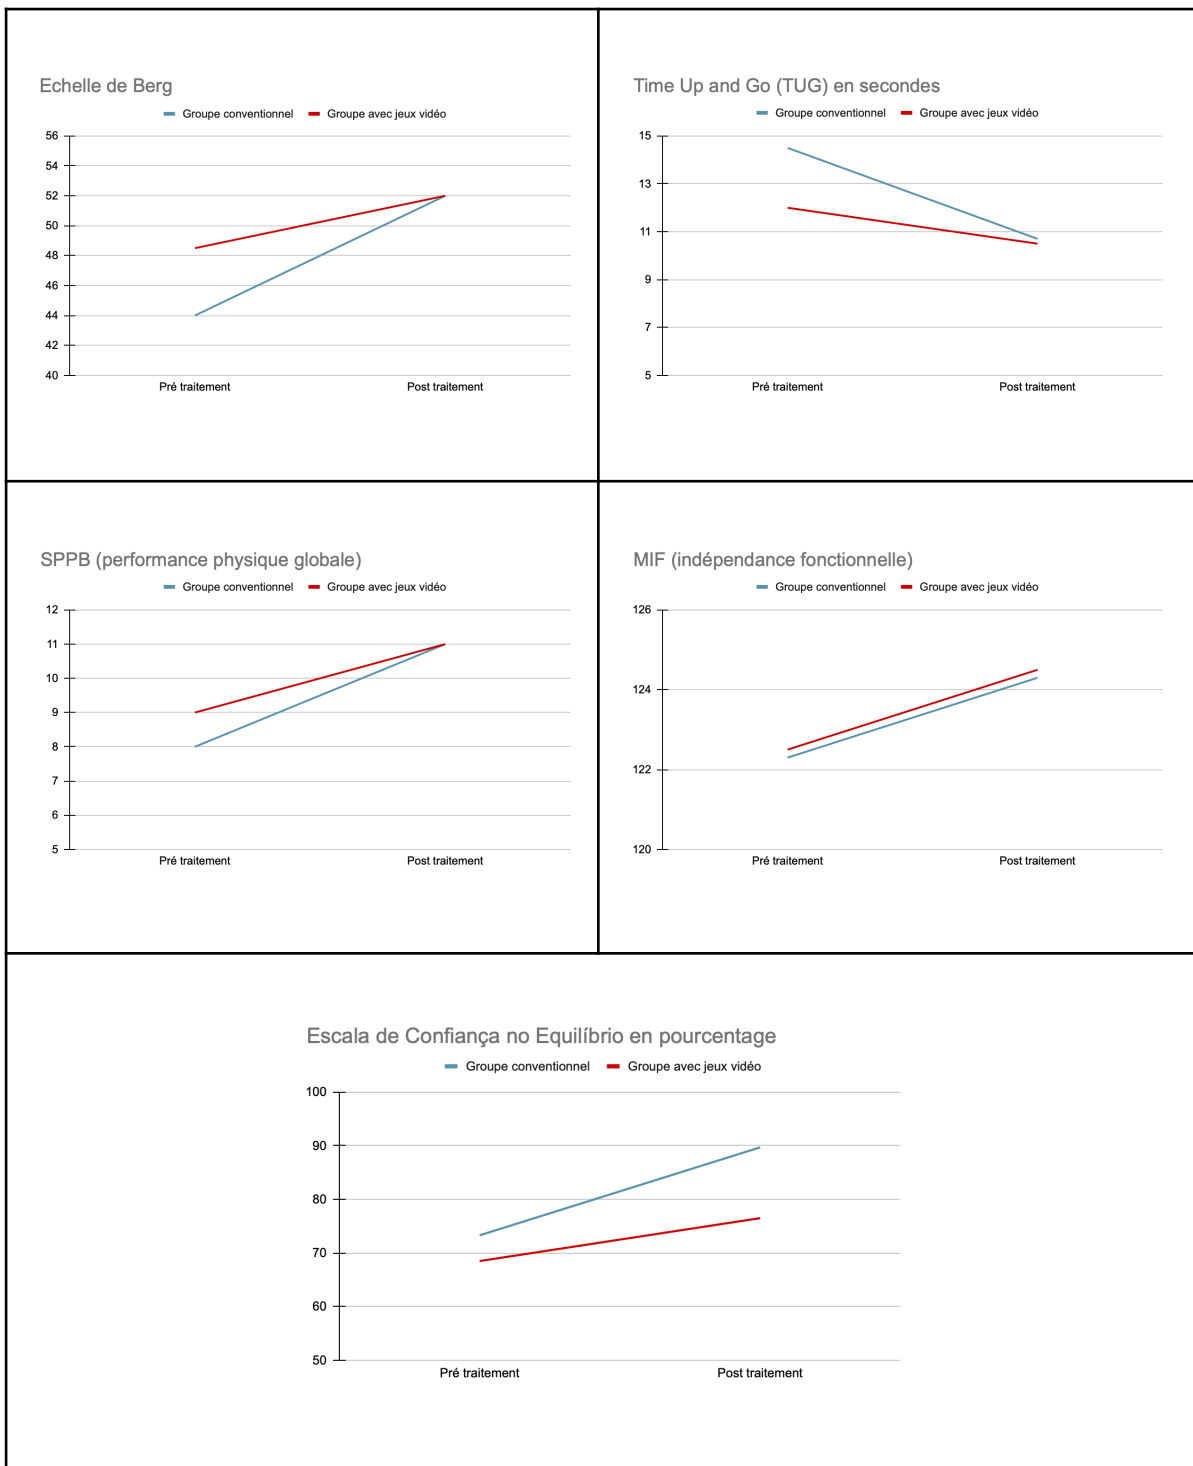 Echelle de Berg
Groupe conventionnel Groupe avec jeux vidéo
56
54
52
50
48
46
44
42
40
Pré traitement Post traitement
Time Up and Go (TUG) en secondes
Groupe conventionnel Groupe avec jeux vidéo
15
13
11
9
7
5
Pré traitement Post traitement
SPPB (performance physique globale)
Groupe conventionnel Groupe avec jeux vidéo
12
11
10
9
8
7
6
5
Pré traitement Post traitement
MIF (indépendance fonctionnelle)
Groupe conventionnel Groupe avec jeux vidéo
126
124
122
120
Pré traitement Post traitement
Escala de Confiança no Equilíbrio en pourcentage
Groupe conventionnel Groupe avec jeux vidéo
100
90
80
70
60
50
Pré traitement Post traitement